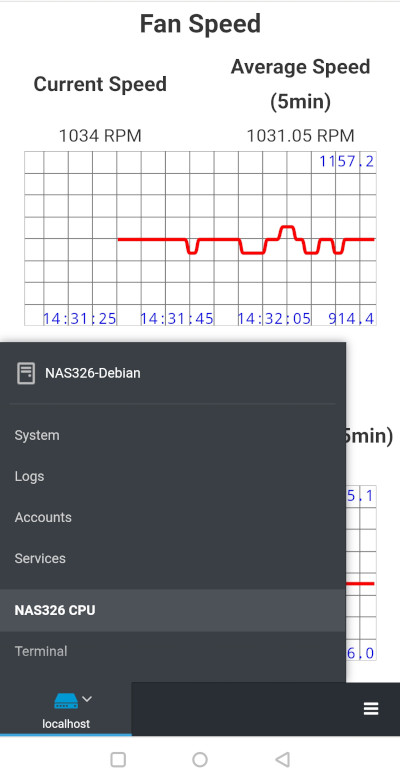 Fan Speed
Current Speed
Average Speed
(5min)
1034 RPM
1031.05 RPM
1157.2
14:31:25
14:31:45
14:32:05
914.4
NAS326-Debian
5min)
System
Logs
Accounts
5.1
Services
NAS326 CPU
Terminal
6.0
localhost